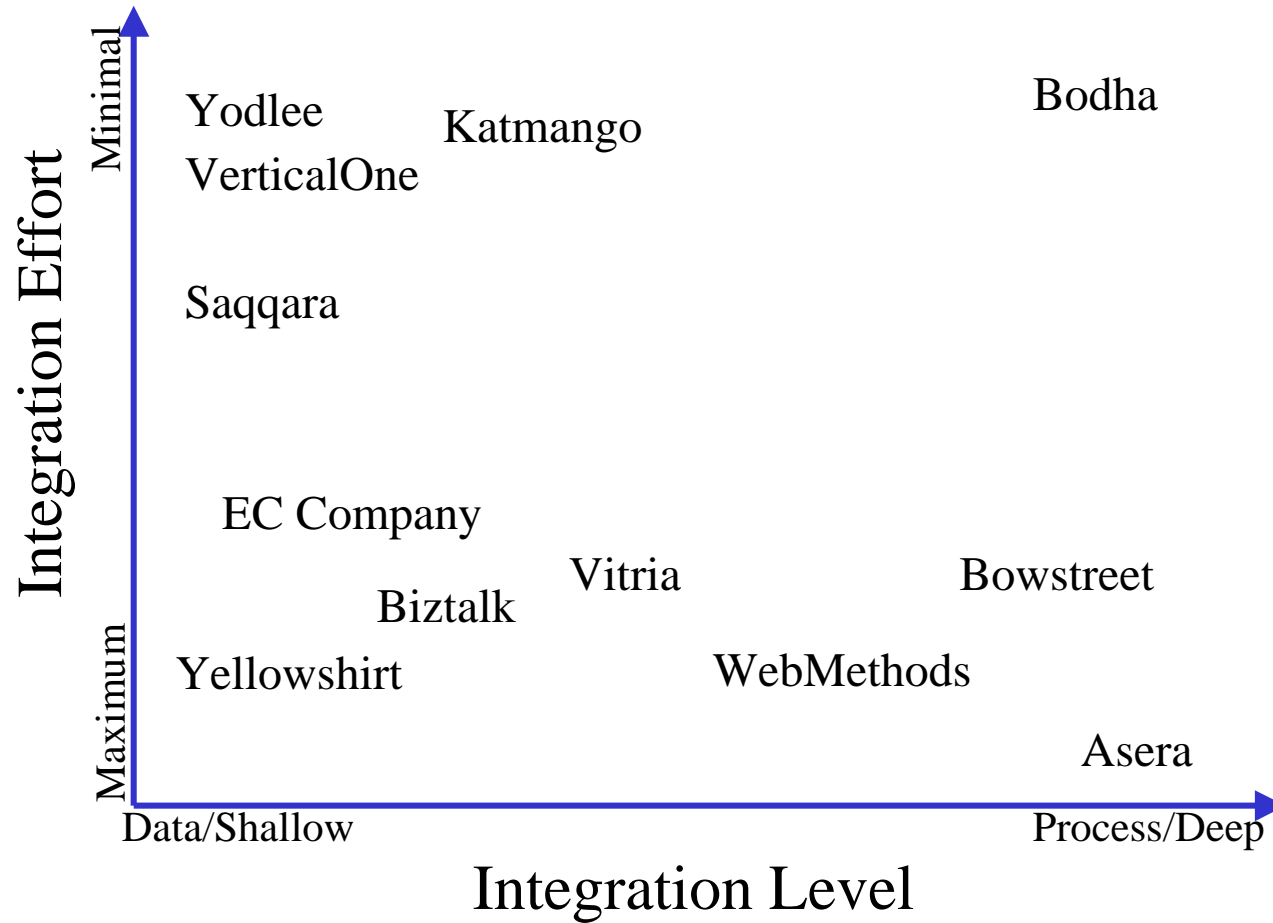 Minimal
Integration Effort
Maximum
Yodlee
Katmango
Bodha
VerticalOne
Saqqara
EC Company
Vitria
Bowstreet
Biztalk
Yellowshirt
WebMethods
Asera
Data/Shallow
Process/Deep
Integration Level